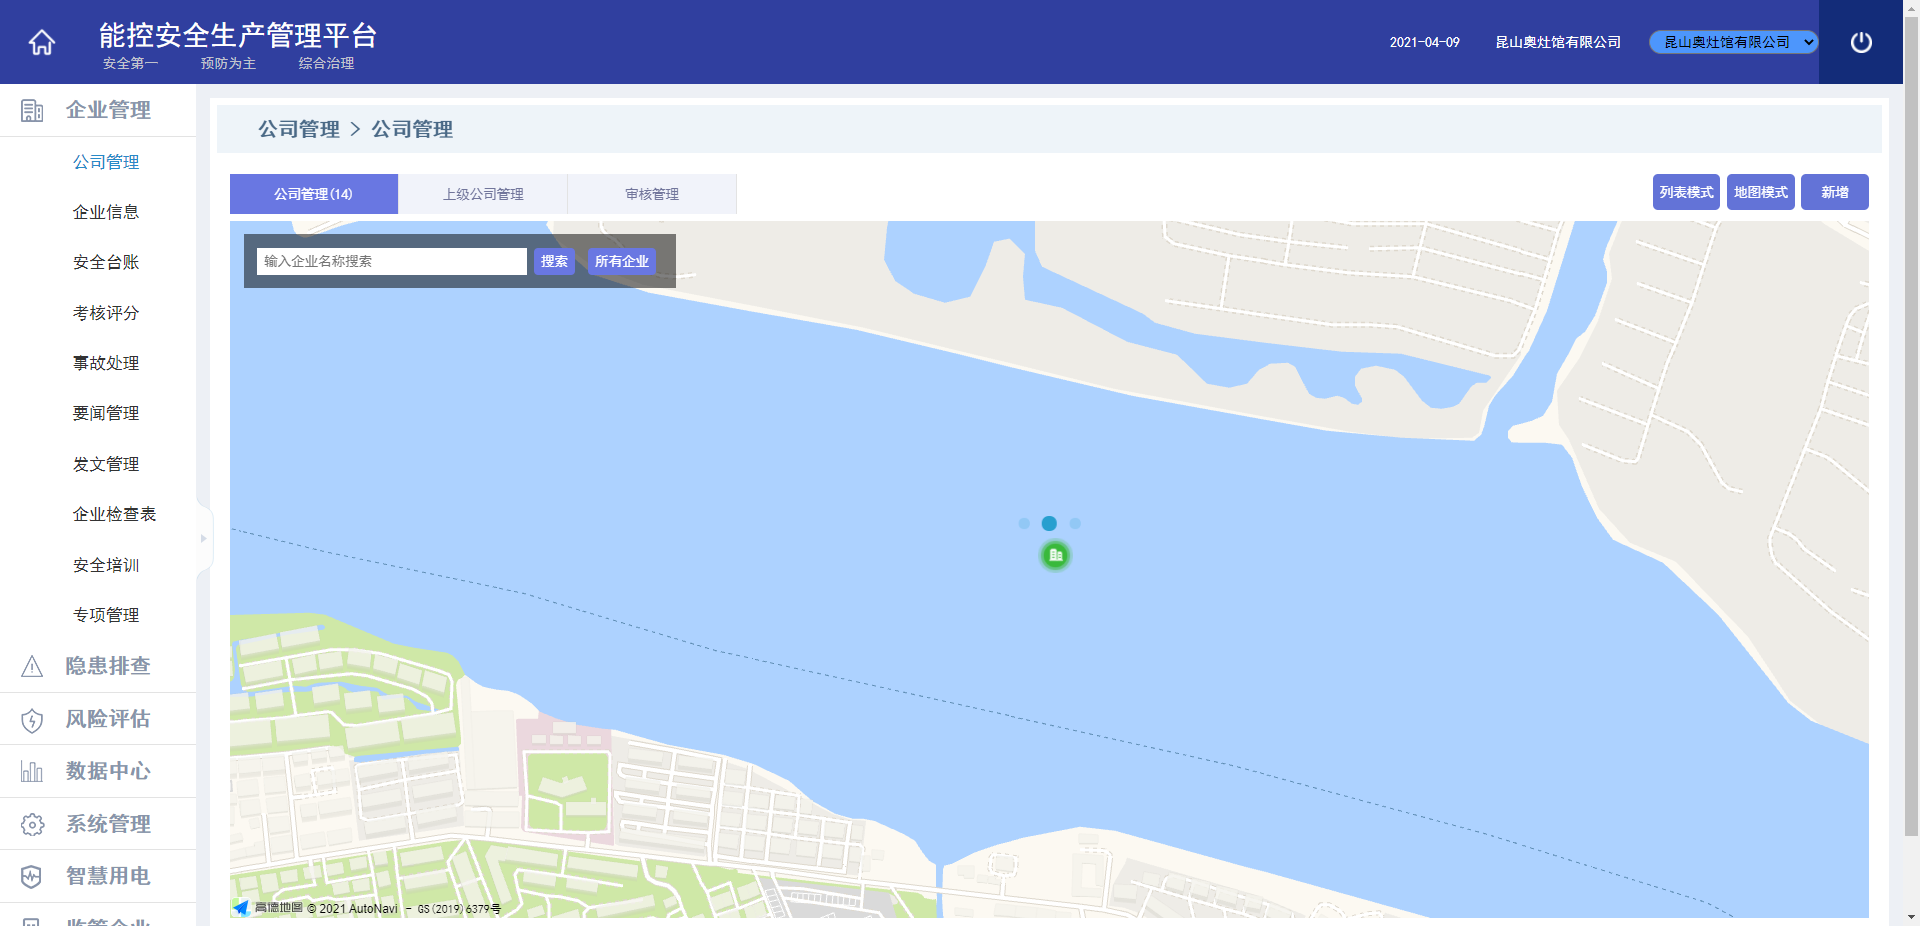 能控安全生产管理平台
安全第一 预防为主 综合治理
2021-04-09 昆山奥灶馆有限公司 昆山奥灶馆有限公司
企业管理
公司管理
企业信息
安全台账
考核评分
事故处理
要闻管理
发文管理
企业检查表
安全培训
专项管理
隐患排查
风险评估
数据中心
系统管理
智慧用电
公司管理 > 公司管理
公司管理(14) 上级公司管理 审核管理
列表模式 地图模式 新增
输入企业名称搜索 搜索 所有企业
高德地图 © 2021 AutoNavi - GS(2019)6379号